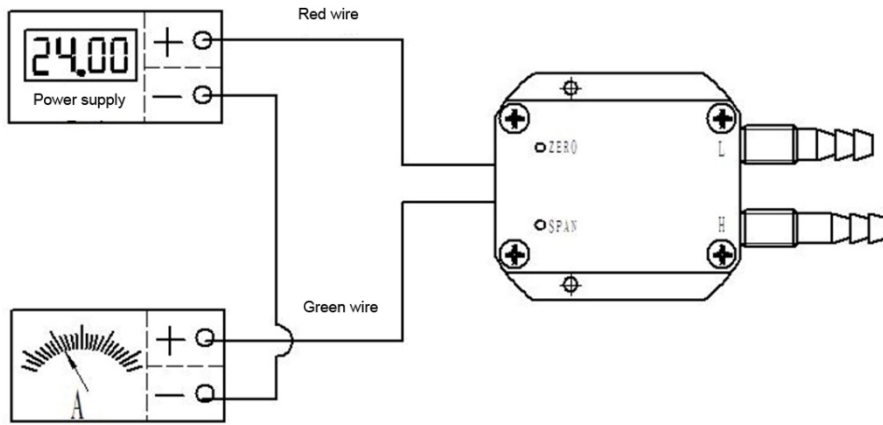 Red wire
24.00
+
Power supply
−
ZERO
L
SPAN
H
Green wire
+
−
A